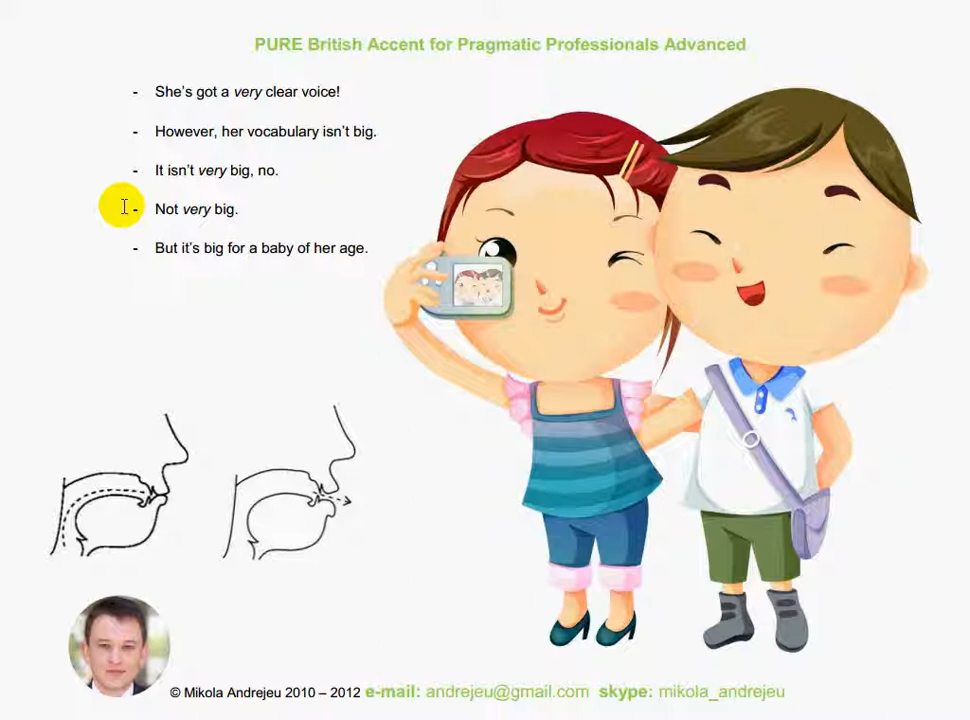 PURE British Accent for Pragmatic Professionals Advanced
- She's got a very clear voice!
- However, her vocabulary isn't big.
- It isn't very big, no.
- Not very big.
- But it's big for a baby of her age.
© Mikola Andrejeu 2010 – 2012 e-mail: andrejeu@gmail.com skype: mikola_andrejeu